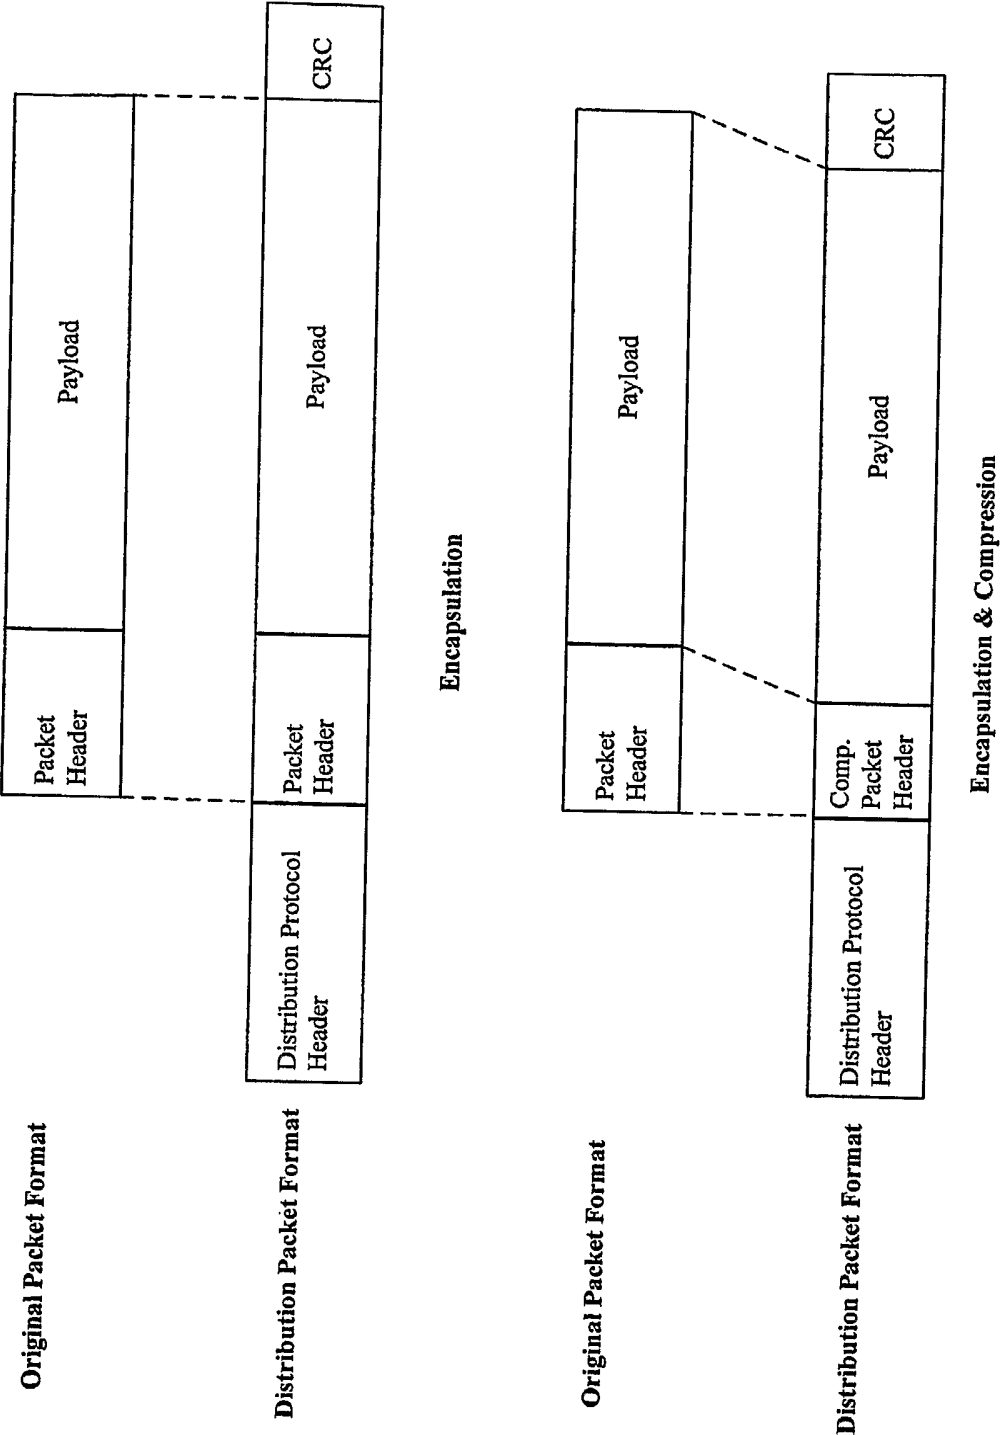 Original Packet Format
Packet
Header
Payload
Distribution Packet Format
Distribution Protocol
Header
Packet
Header
Payload
CRC
Encapsulation
Original Packet Format
Packet
Header
Payload
Distribution Packet Format
Distribution Protocol
Header
Comp.
Packet
Header
Payload
CRC
Encapsulation & Compression